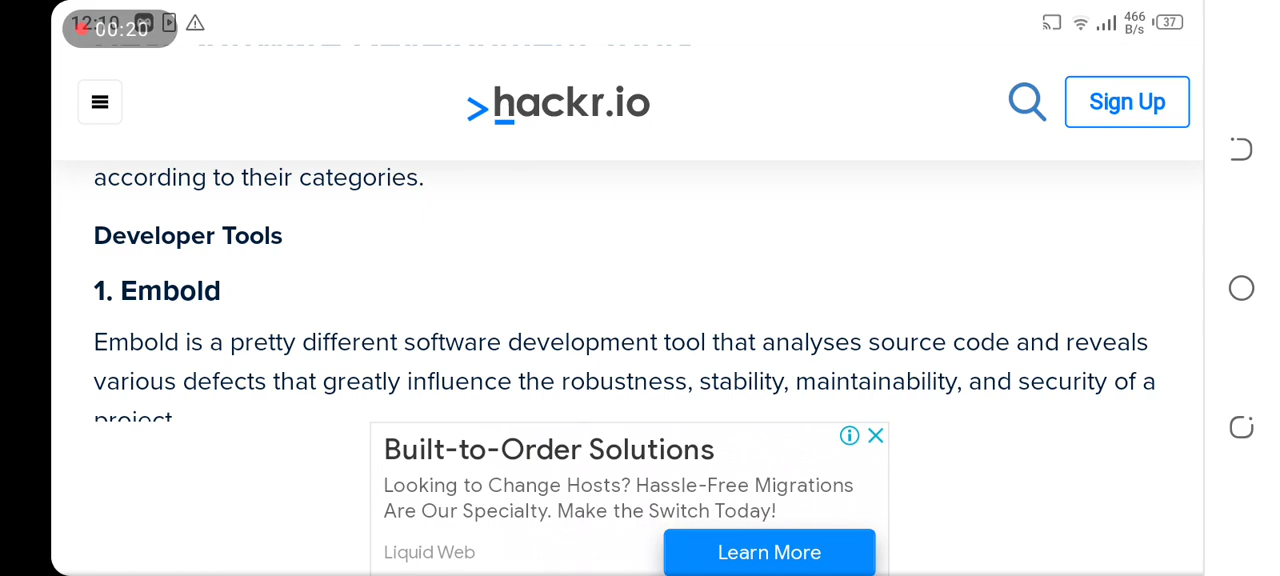 12:10
00:20
466
B/s
37
>hackr.io
Sign Up
according to their categories.
Developer Tools
1. Embold
Embold is a pretty different software development tool that analyses source code and reveals
various defects that greatly influence the robustness, stability, maintainability, and security of a
project
Built-to-Order Solutions
Looking to Change Hosts? Hassle-Free Migrations
Are Our Specialty. Make the Switch Today!
Liquid Web
Learn More